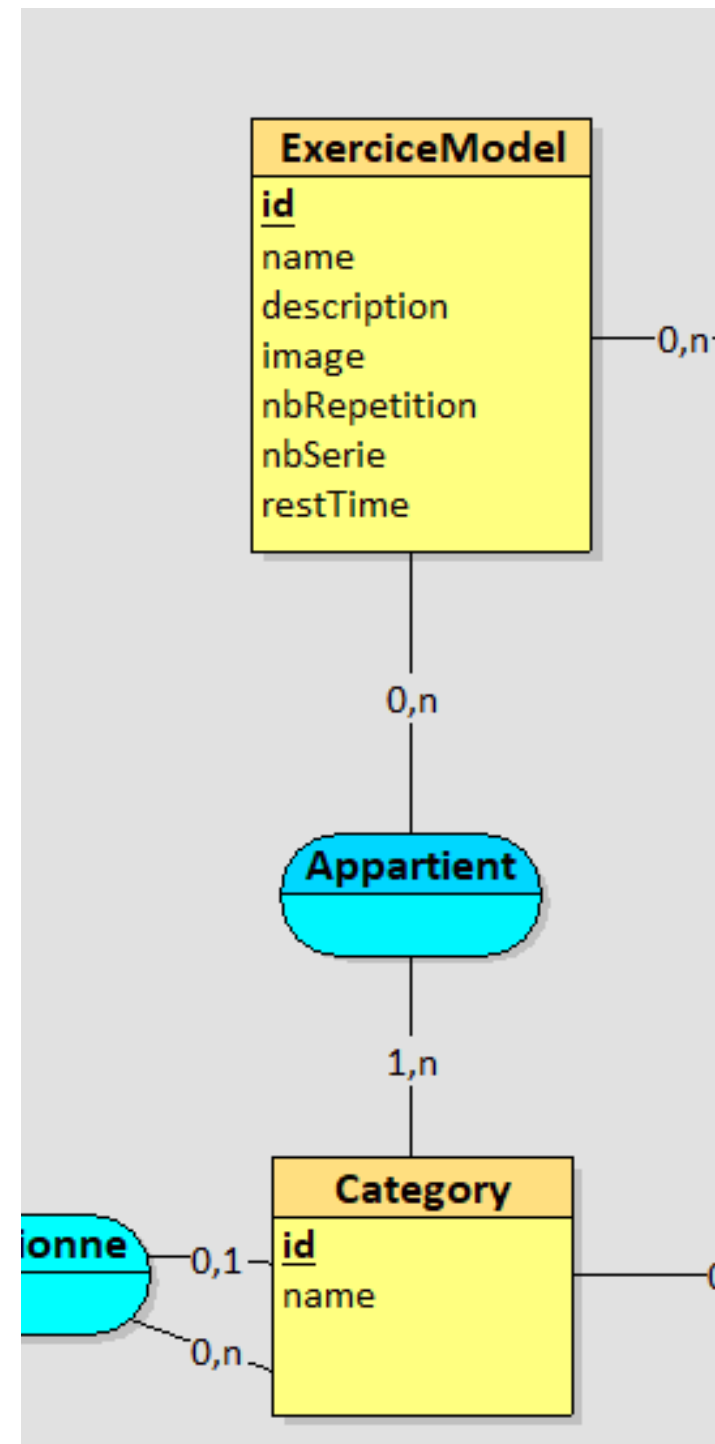 ExerciceModel
id
name
description
image
nbRepetition
nbSerie
restTime
0,n
0,n
Appartient
1,n
Category
id
name
ionne
0,1
0,n